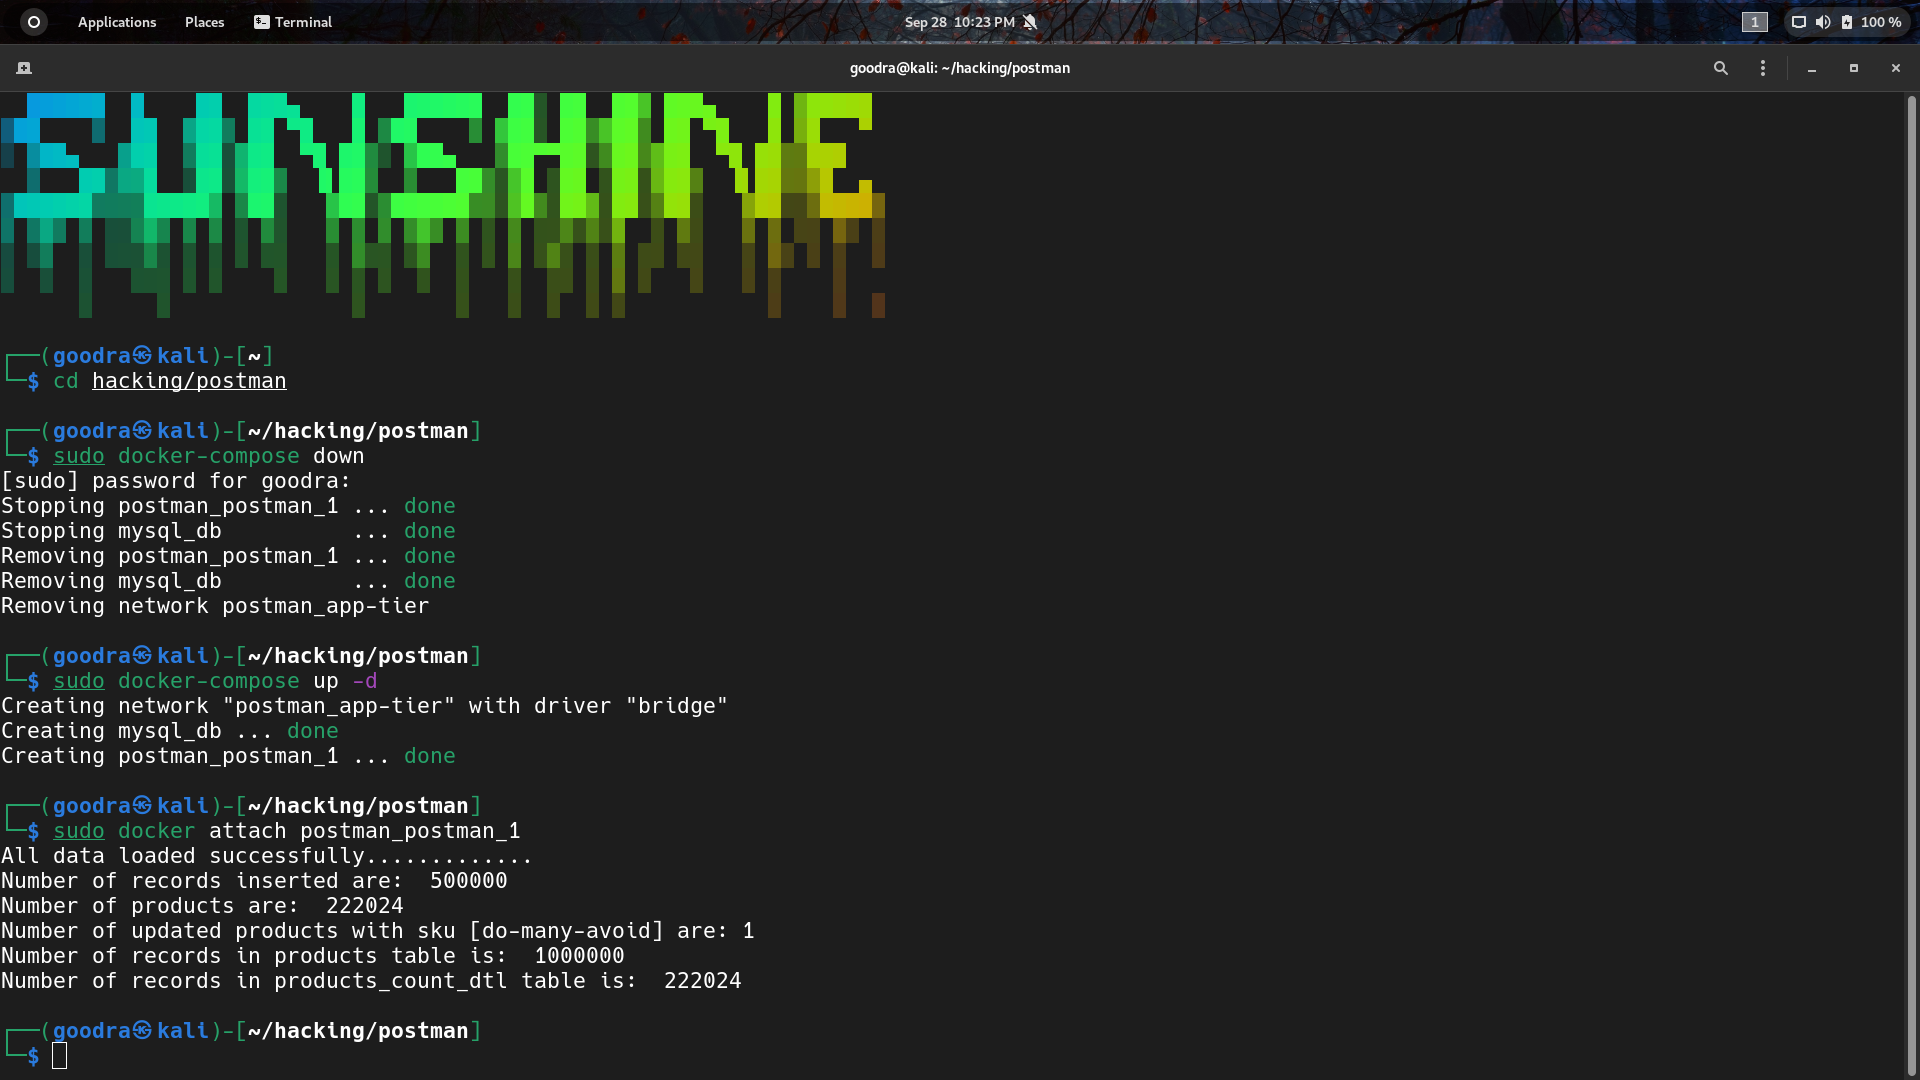 Applications Places Terminal Sep 28 10:23 PM 1 100 %
goodra@kali: ~/hacking/postman
SUNSHINE
(goodra㉿kali)-[~]
$ cd hacking/postman
(goodra㉿kali)-[~/hacking/postman]
$ sudo docker-compose down
[sudo] password for goodra:
Stopping postman_postman_1 ... done
Stopping mysql_db          ... done
Removing postman_postman_1 ... done
Removing mysql_db          ... done
Removing network postman_app-tier
(goodra㉿kali)-[~/hacking/postman]
$ sudo docker-compose up -d
Creating network "postman_app-tier" with driver "bridge"
Creating mysql_db ... done
Creating postman_postman_1 ... done
(goodra㉿kali)-[~/hacking/postman]
$ sudo docker attach postman_postman_1
All data loaded successfully.............
Number of records inserted are:  500000
Number of products are:  222024
Number of updated products with sku [do-many-avoid] are: 1
Number of records in products table is:  1000000
Number of records in products_count_dtl table is:  222024
(goodra㉿kali)-[~/hacking/postman]
$